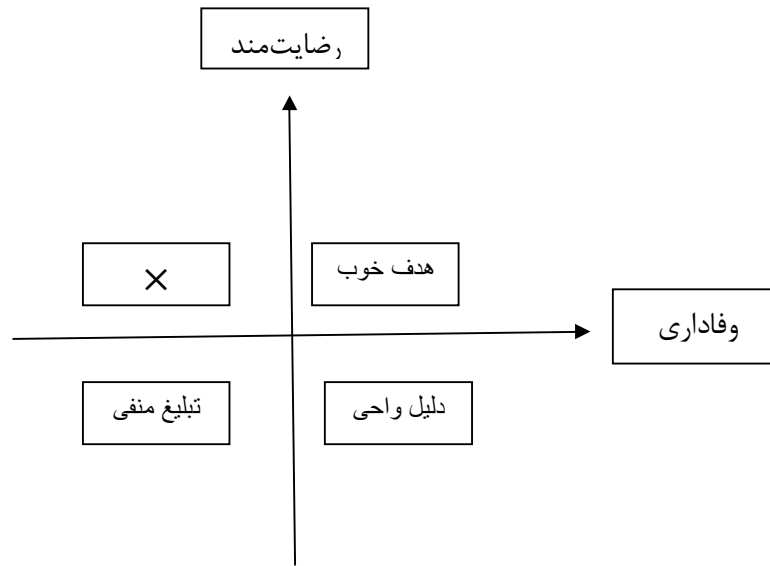 رضایت‌مند
×
هدف خوب
وفاداری
تبلیغ منفی
دلیل واحی